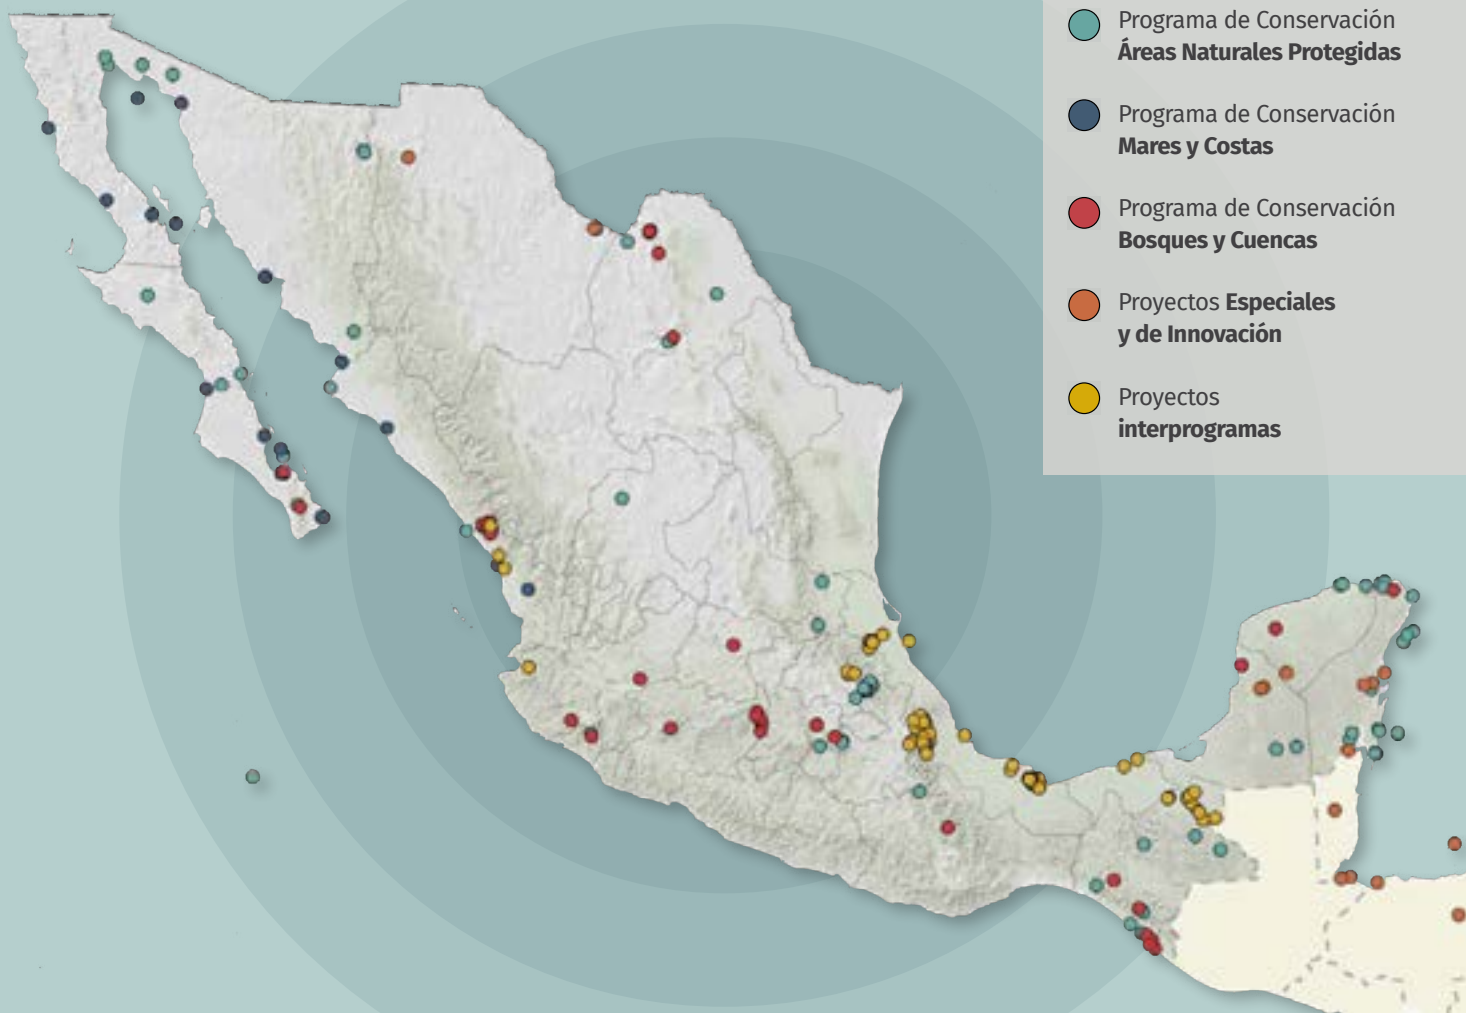 Programa de Conservación
Áreas Naturales Protegidas
Programa de Conservación
Mares y Costas
Programa de Conservación
Bosques y Cuencas
Proyectos Especiales
y de Innovación
Proyectos
interprogramas